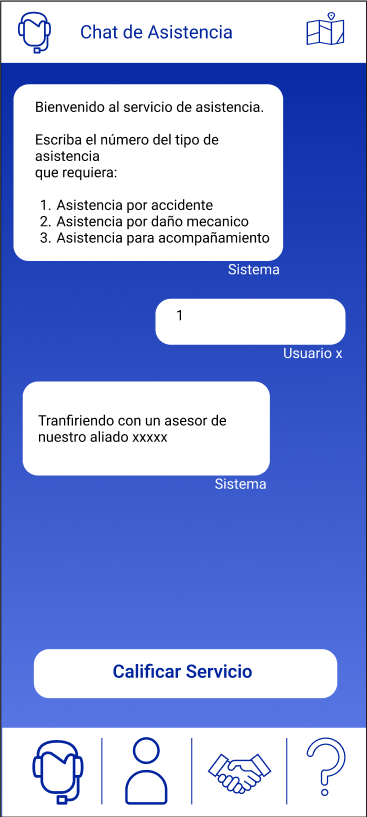 Chat de Asistencia
Bienvenido al servicio de asistencia.
Escriba el número del tipo de
asistencia
que requiera:
1. Asistencia por accidente
2. Asistencia por daño mecanico
3. Asistencia para acompañamiento
Sistema
1
Usuario x
Tranfiriendo con un asesor de
nuestro aliado xxxxx
Sistema
Calificar Servicio